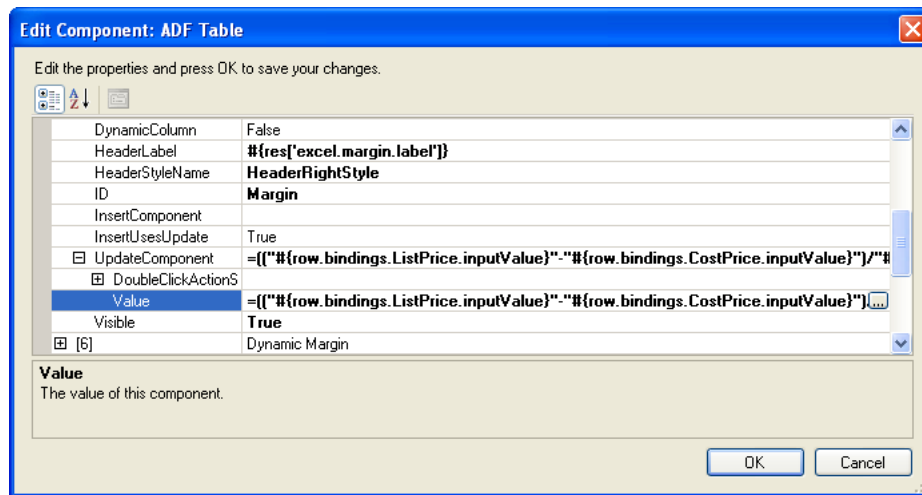 Edit Component: ADF Table
Edit the properties and press OK to save your changes.
DynamicColumn False
HeaderLabel #{res['excel.margin.label']}
HeaderStyleName HeaderRightStyle
ID Margin
InsertComponent
InsertUsesUpdate True
UpdateComponent =(("#{row.bindings.ListPrice.inputValue}"-"#{row.bindings.CostPrice.inputValue}")/"#
DoubleClickActionS
Value =(("#{row.bindings.ListPrice.inputValue}"-"#{row.bindings.CostPrice.inputValue}") ...
Visible True
[6] Dynamic Margin
Value
The value of this component.
OK Cancel